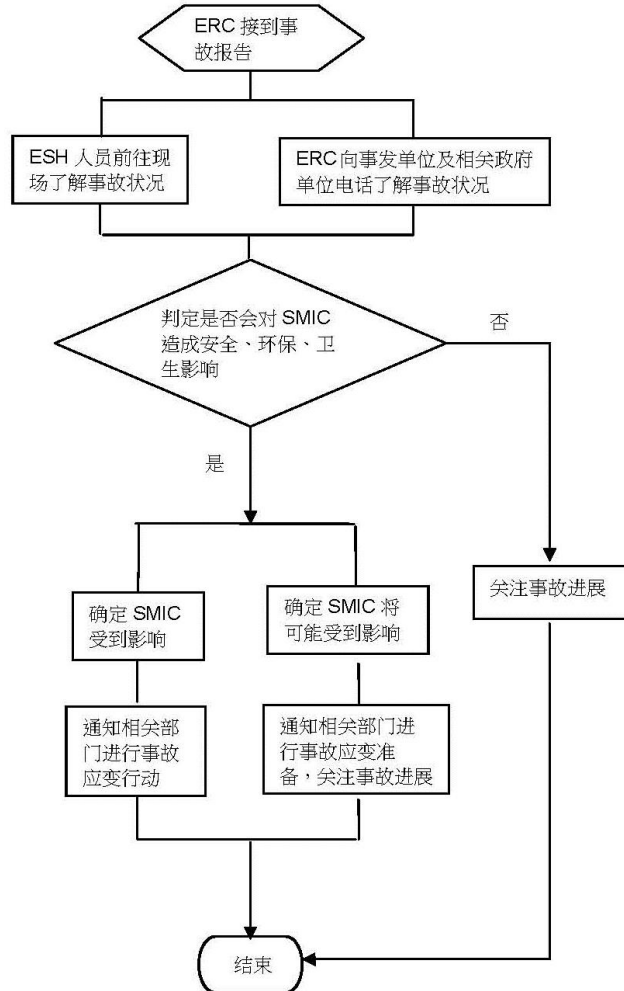 ERC 接到事
故报告
ESH 人员前往现
场了解事故状况
ERC 向事发单位及相关政府
单位电话了解事故状况
判定是否会对 SMIC
造成安全、环保、卫
生影响
否
是
确定 SMIC
受到影响
确定 SMIC 将
可能受到影响
关注事故进展
通知相关部
门进行事故
应变行动
通知相关部门进
行事故应变准
备，关注事故进展
结束